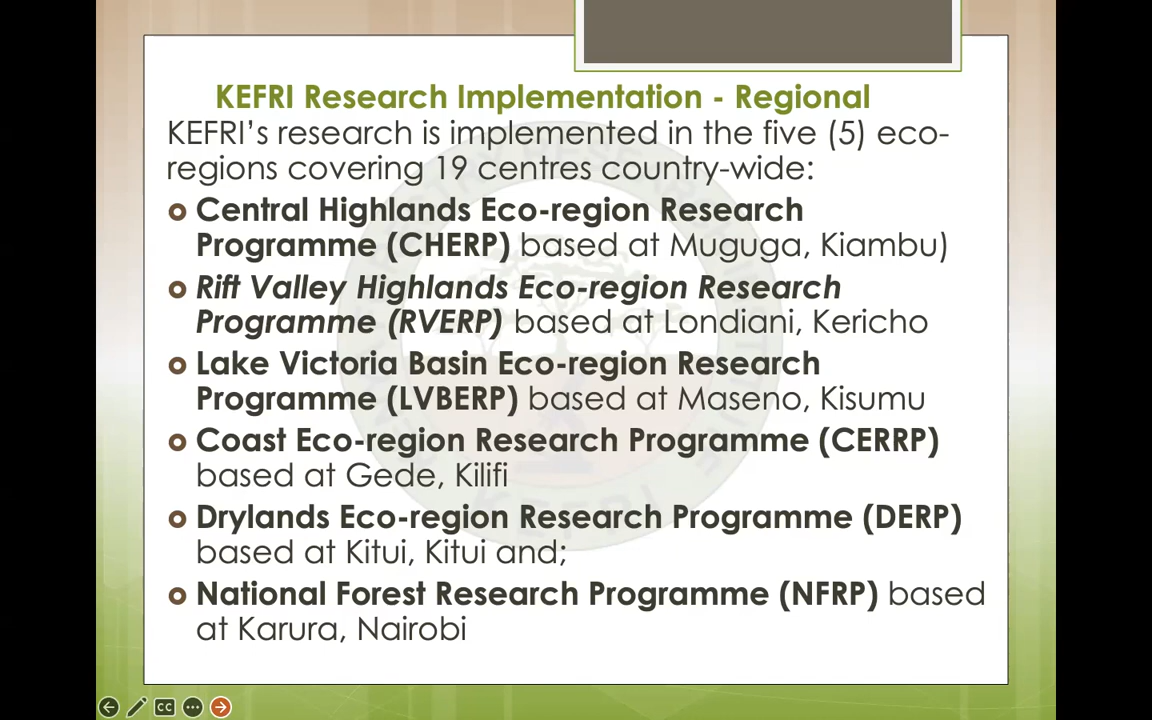 KEFRI Research Implementation - Regional
KEFRI's research is implemented in the five (5) eco-
regions covering 19 centres country-wide:
Central Highlands Eco-region Research
Programme (CHERP) based at Muguga, Kiambu)
Rift Valley Highlands Eco-region Research
Programme (RVERP) based at Londiani, Kericho
Lake Victoria Basin Eco-region Research
Programme (LVBERP) based at Maseno, Kisumu
Coast Eco-region Research Programme (CERRP)
based at Gede, Kilifi
Drylands Eco-region Research Programme (DERP)
based at Kitui, Kitui and;
National Forest Research Programme (NFRP) based
at Karura, Nairobi
KEFRI
CC